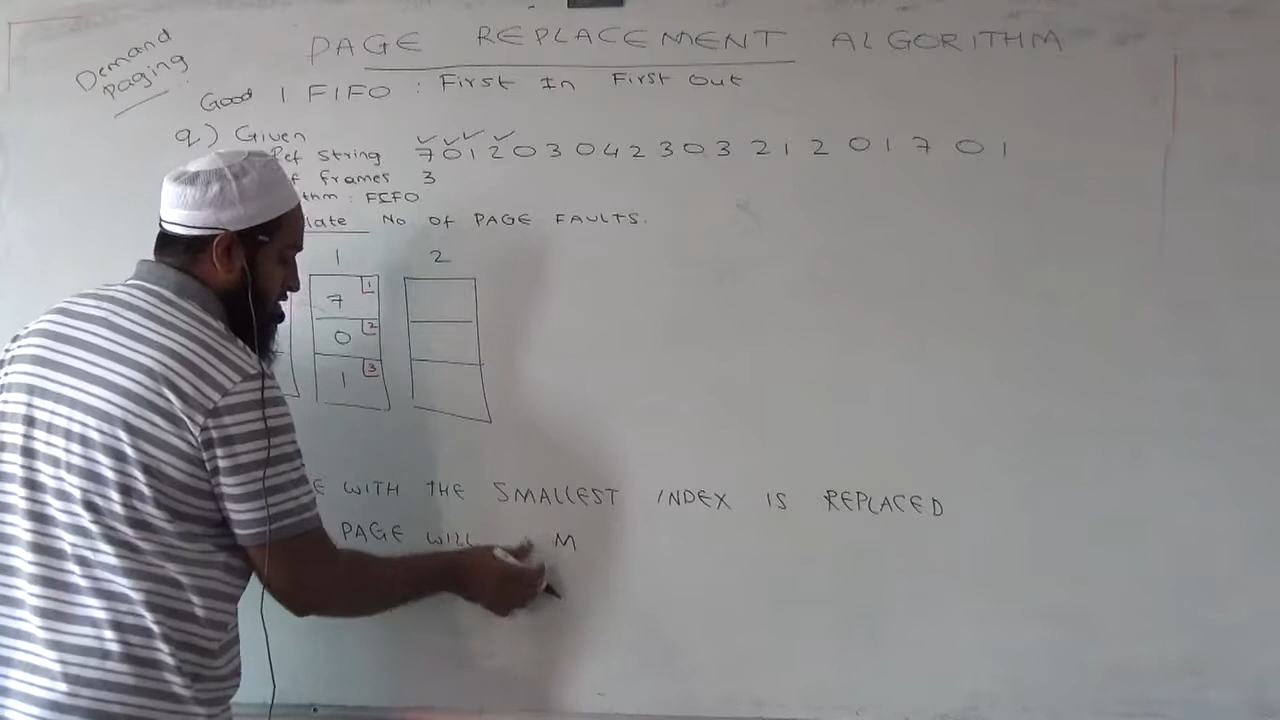 PAGE REPLACEMENT ALGORITHM
Demand
paging
Good 1 FIFO : First In First Out
q) Given
Ref string 7 0 1 2 0 3 0 4 2 3 0 3 2 1 2 0 1 7 0 1
frames 3
FIFO
No of PAGE FAULTS.
1 2
7 1
0 2
1 3
WITH THE SMALLEST INDEX IS REPLACED
PAGE WILL M